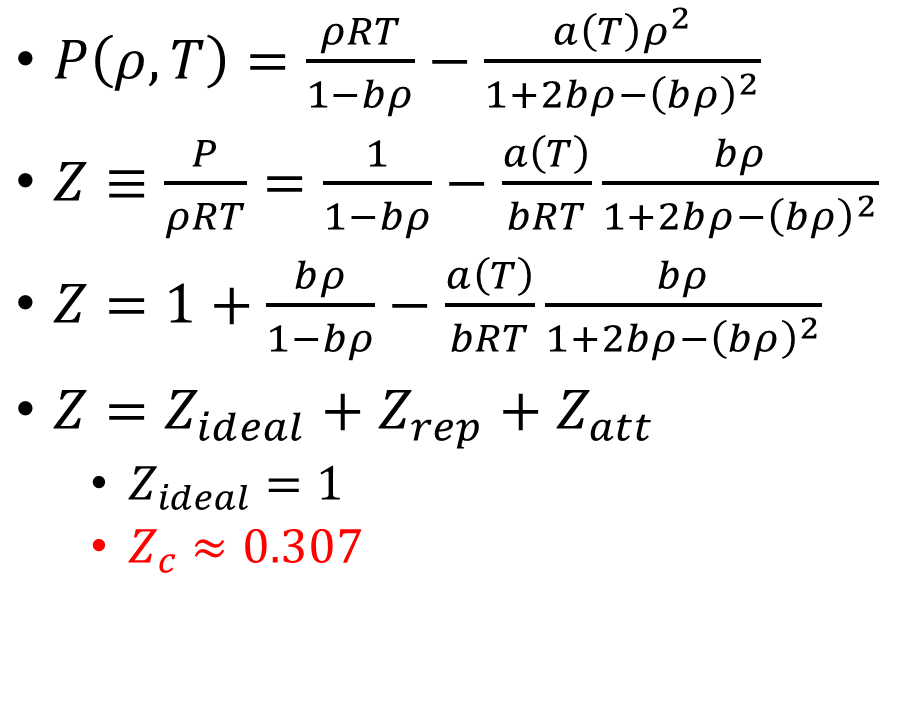 • P(ρ, T) = ρRT/(1−bρ) − a(T)ρ²/(1+2bρ−(bρ)²)
• Z ≡ P/(ρRT) = 1/(1−bρ) − a(T)/(bRT) bρ/(1+2bρ−(bρ)²)
• Z = 1 + bρ/(1−bρ) − a(T)/(bRT) bρ/(1+2bρ−(bρ)²)
• Z = Z_ideal + Z_rep + Z_att
• Z_ideal = 1
• Z_c ≈ 0.307